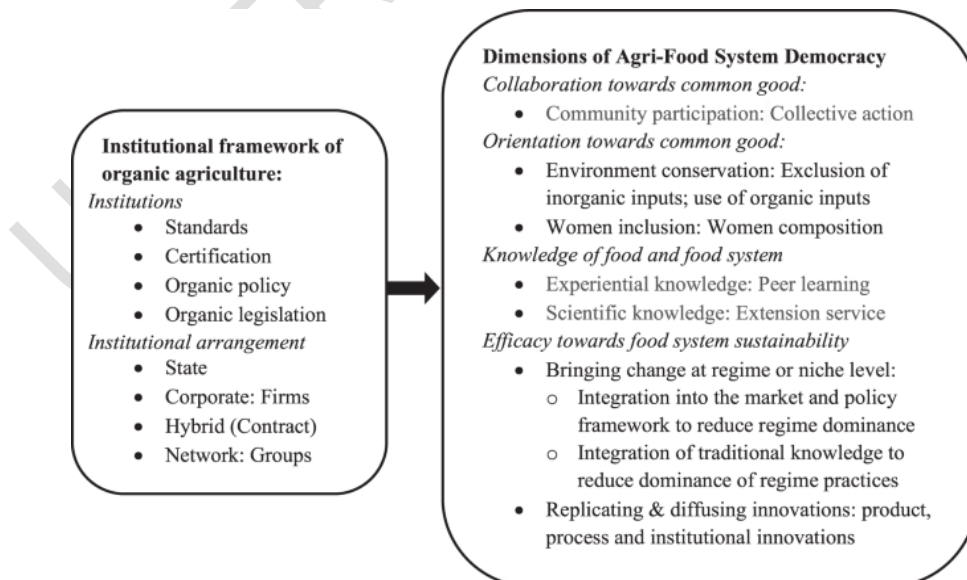 Institutional framework of
organic agriculture:
Institutions
• Standards
• Certification
• Organic policy
• Organic legislation
Institutional arrangement
• State
• Corporate: Firms
• Hybrid (Contract)
• Network: Groups
Dimensions of Agri-Food System Democracy
Collaboration towards common good:
• Community participation: Collective action
Orientation towards common good:
• Environment conservation: Exclusion of
inorganic inputs; use of organic inputs
• Women inclusion: Women composition
Knowledge of food and food system
• Experiential knowledge: Peer learning
• Scientific knowledge: Extension service
Efficacy towards food system sustainability
• Bringing change at regime or niche level:
o Integration into the market and policy
framework to reduce regime dominance
o Integration of traditional knowledge to
reduce dominance of regime practices
• Replicating & diffusing innovations: product,
process and institutional innovations